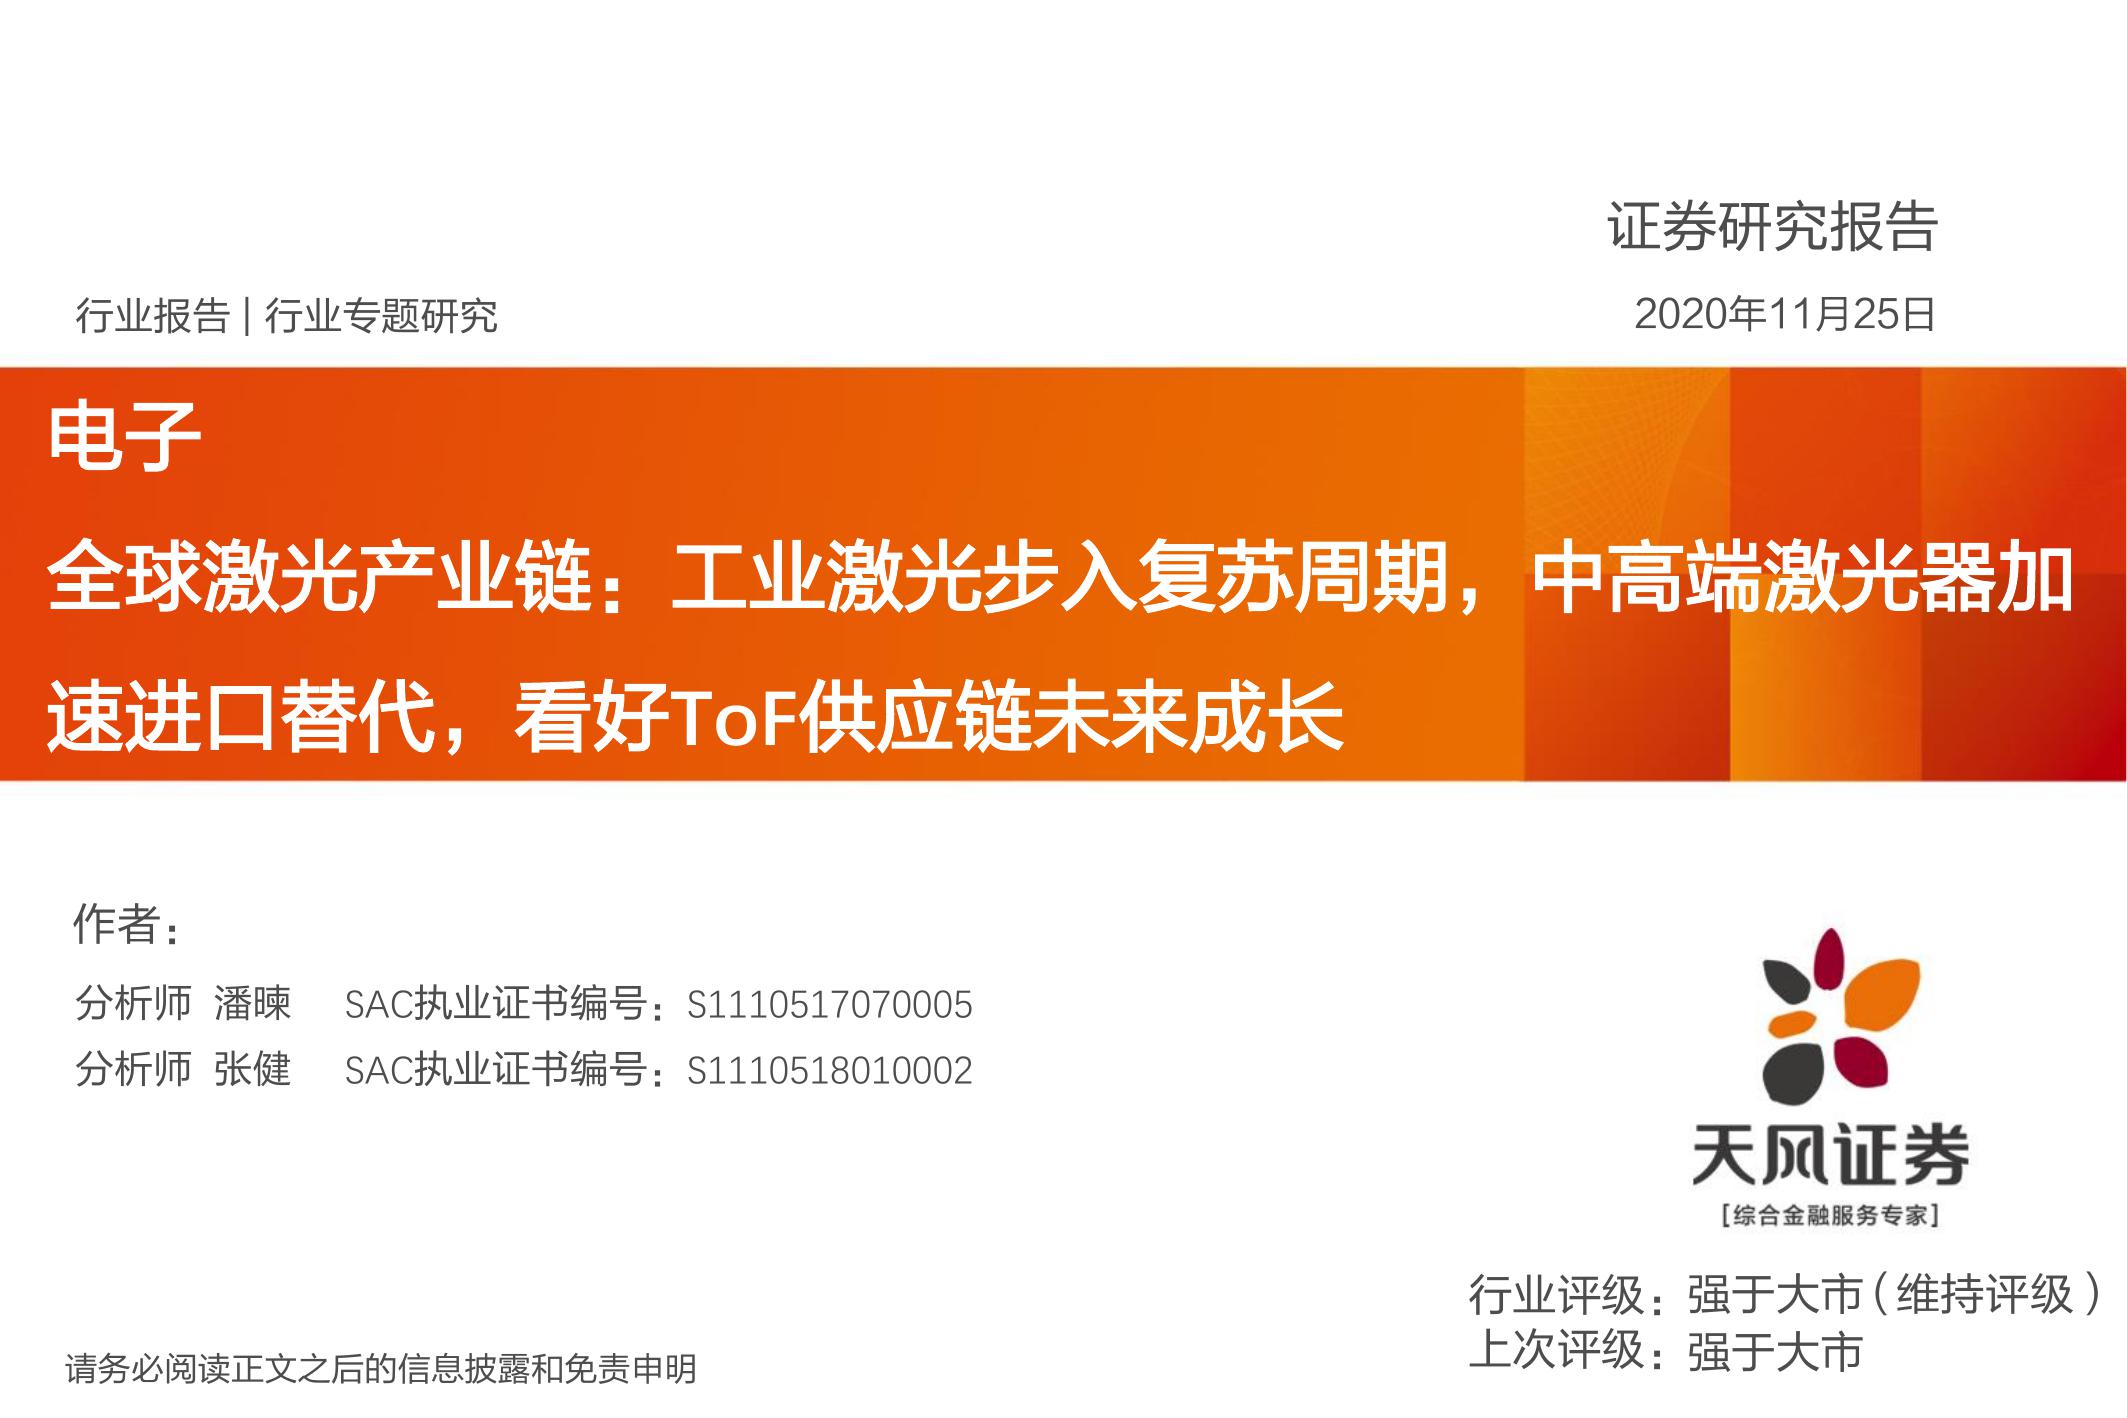 证券研究报告
行业报告 | 行业专题研究
2020年11月25日
电子
全球激光产业链：工业激光步入复苏周期，中高端激光器加
速进口替代，看好ToF供应链未来成长
作者：
分析师 潘暕 SAC执业证书编号：S1110517070005
分析师 张健 SAC执业证书编号：S1110518010002
天风证券
[综合金融服务专家]
行业评级：强于大市（维持评级）
上次评级：强于大市
请务必阅读正文之后的信息披露和免责申明